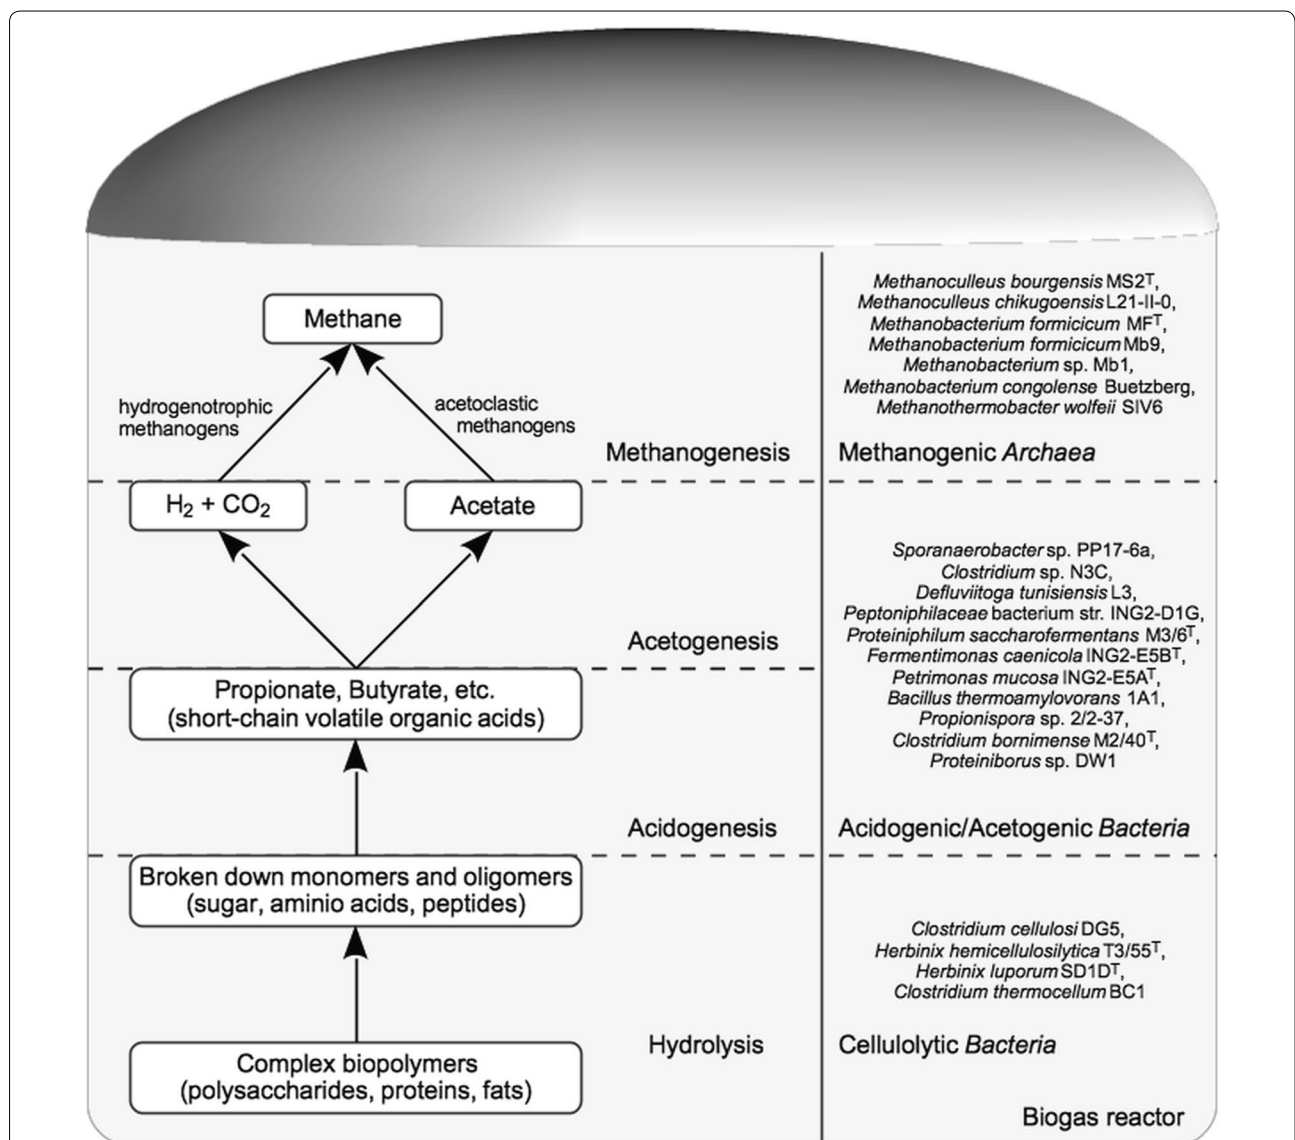 Methane
hydrogenotrophic
methanogens
acetoclastic
methanogens
Methanogenesis
Methanoculleus bourgensis MS2ᵀ,
Methanoculleus chikugoensis L21-II-0,
Methanobacterium formicicum MFᵀ,
Methanobacterium formicicum Mb9,
Methanobacterium sp. Mb1,
Methanobacterium congolense Buetzberg,
Methanothermobacter wolfeii SIV6
Methanogenic Archaea
H₂ + CO₂
Acetate
Acetogenesis
Propionate, Butyrate, etc.
(short-chain volatile organic acids)
Acidogenesis
Sporanaerobacter sp. PP17-6a,
Clostridium sp. N3C,
Defluviitoga tunisiensis L3,
Peptoniphilaceae bacterium str. ING2-D1G,
Proteiniphilum saccharofermentans M3/6ᵀ,
Fermentimonas caenicola ING2-E5Bᵀ,
Petrimonas mucosa ING2-E5Aᵀ,
Bacillus thermoamylovorans 1A1,
Propionispora sp. 2/2-37,
Clostridium bornimense M2/40ᵀ,
Proteiniborus sp. DW1
Acidogenic/Acetogenic Bacteria
Broken down monomers and oligomers
(sugar, aminio acids, peptides)
Hydrolysis
Complex biopolymers
(polysaccharides, proteins, fats)
Clostridium cellulosi DG5,
Herbinix hemicellulosilytica T3/55ᵀ,
Herbinix luporum SD1Dᵀ,
Clostridium thermocellum BC1
Cellulolytic Bacteria
Biogas reactor